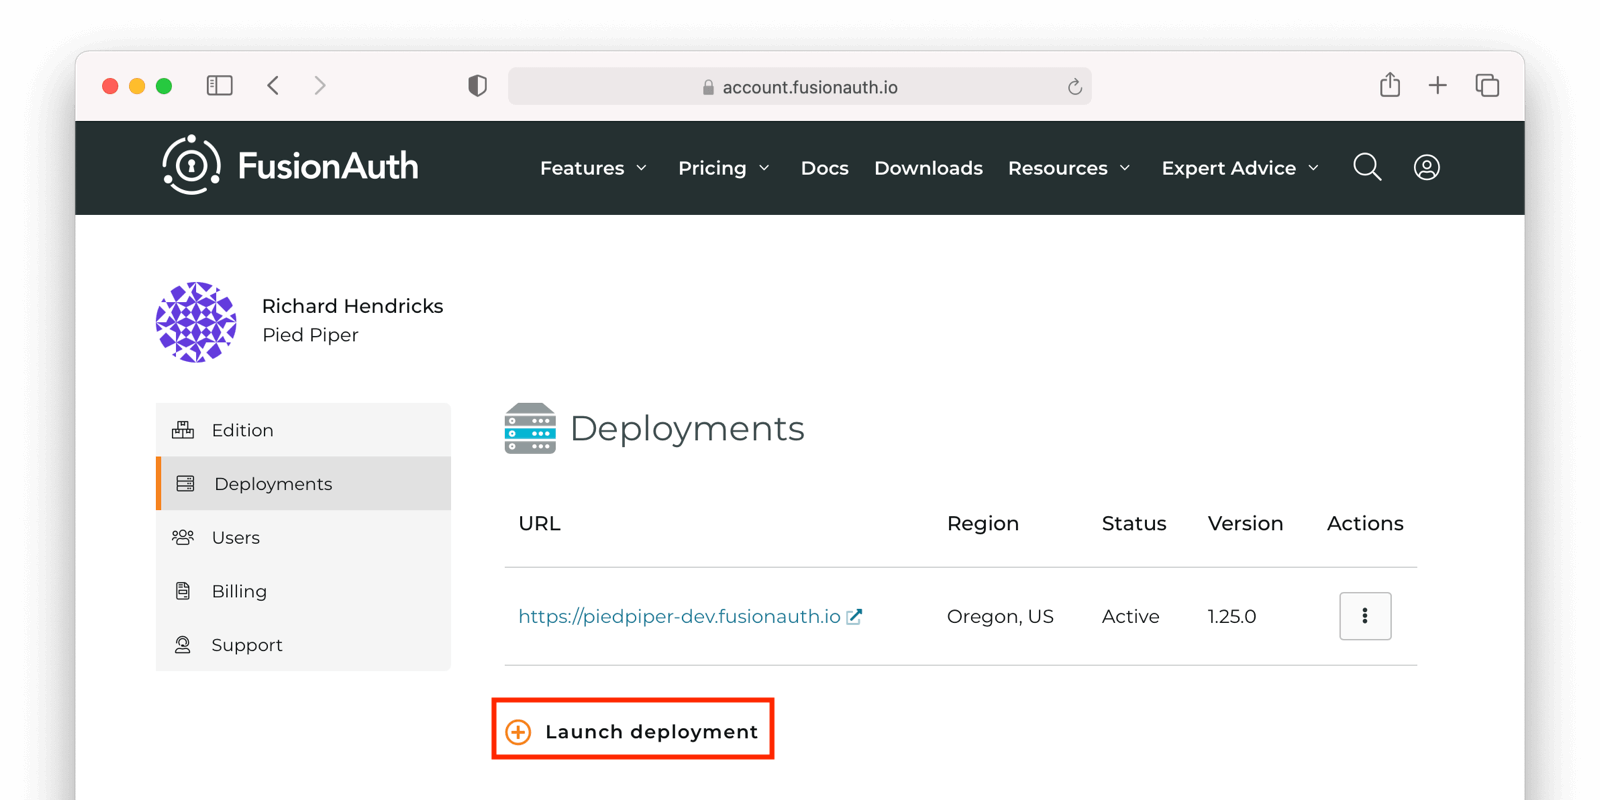 account.fusionauth.io
FusionAuth Features Pricing Docs Downloads Resources Expert Advice
Richard Hendricks
Pied Piper
Edition
Deployments
Users
Billing
Support
Deployments
URL Region Status Version Actions
https://piedpiper-dev.fusionauth.io Oregon, US Active 1.25.0
Launch deployment